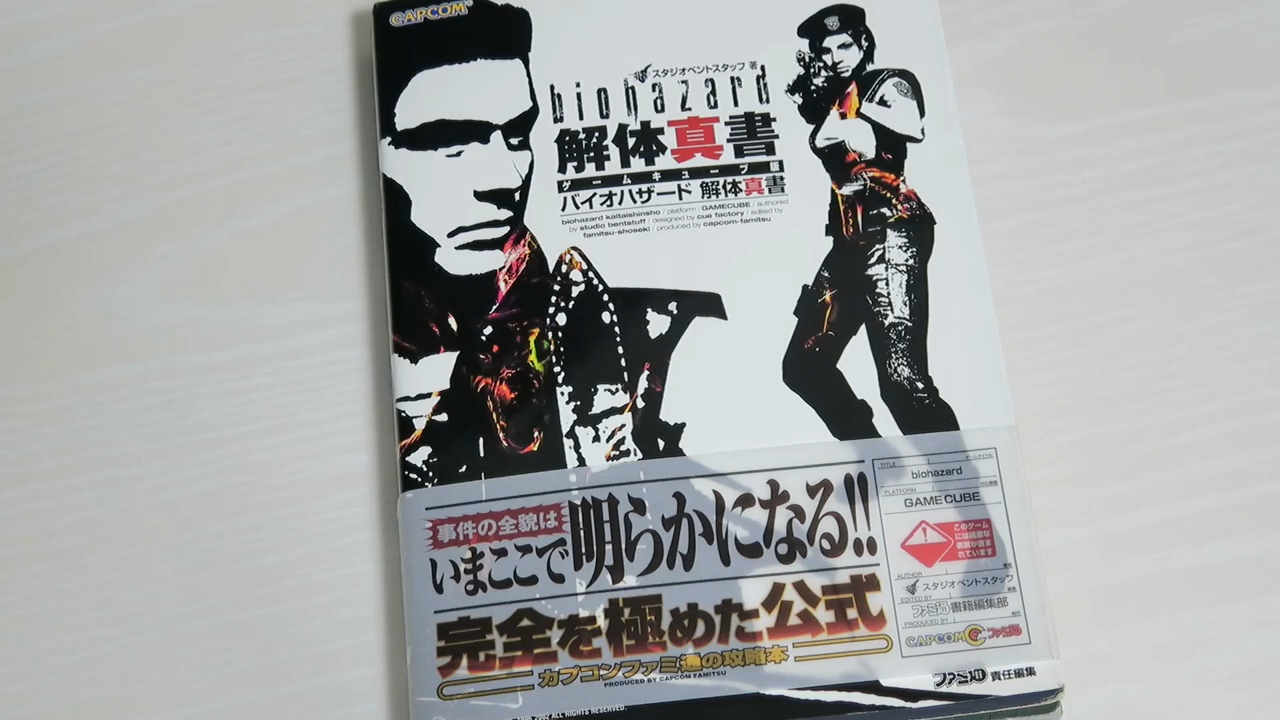 CAPCOM
スタジオベントスタッフ 著
biohazard
解体真書
ゲームキューブ版
バイオハザード 解体真書
biohazard kaitaishinsho / platform : GAMECUBE / authored
by studio bentstuff / designed by cue factory / edited by
famitsu-shoseki / produced by capcom-famitsu
事件の全貌は
いまここで明らかになる!!
完全を極めた公式
カプコンファミ通の攻略本
PRODUCED BY CAPCOM FAMITSU
TITLE
biohazard
PLATFORM
GAMECUBE
このゲーム
には過激な
表現が含ま
れています
AUTHOR
スタジオベントスタッフ
EDITED BY
ファミ通書籍編集部
PRODUCED BY
CAPCOM ファミ通
ファミ通 責任編集
2002 ALL RIGHTS RESERVED.